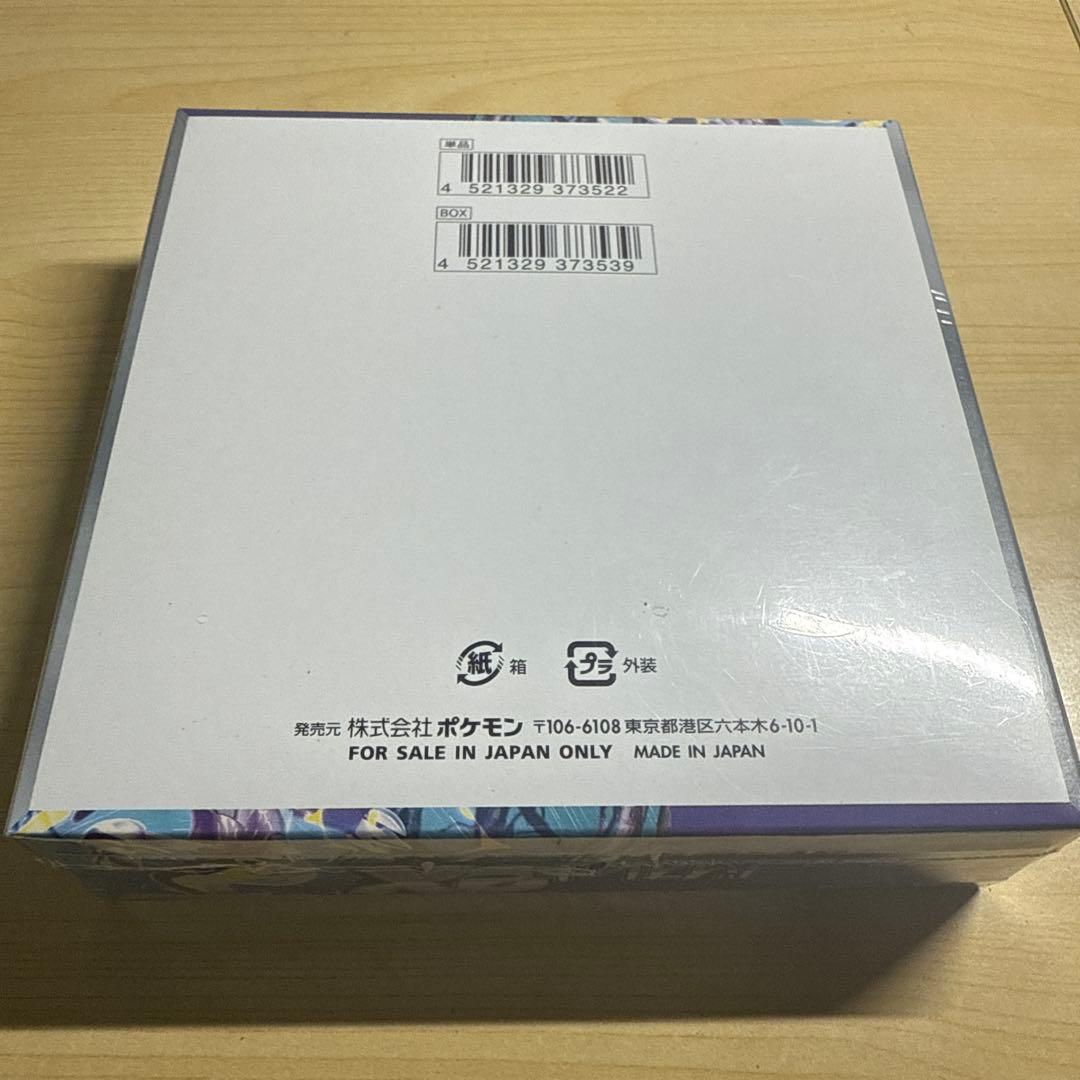 単品
4 521329 373522
BOX
4 521329 373539
紙 箱 プラ 外装
発売元 株式会社 ポケモン 〒106-6108 東京都港区六本木6-10-1
FOR SALE IN JAPAN ONLY MADE IN JAPAN